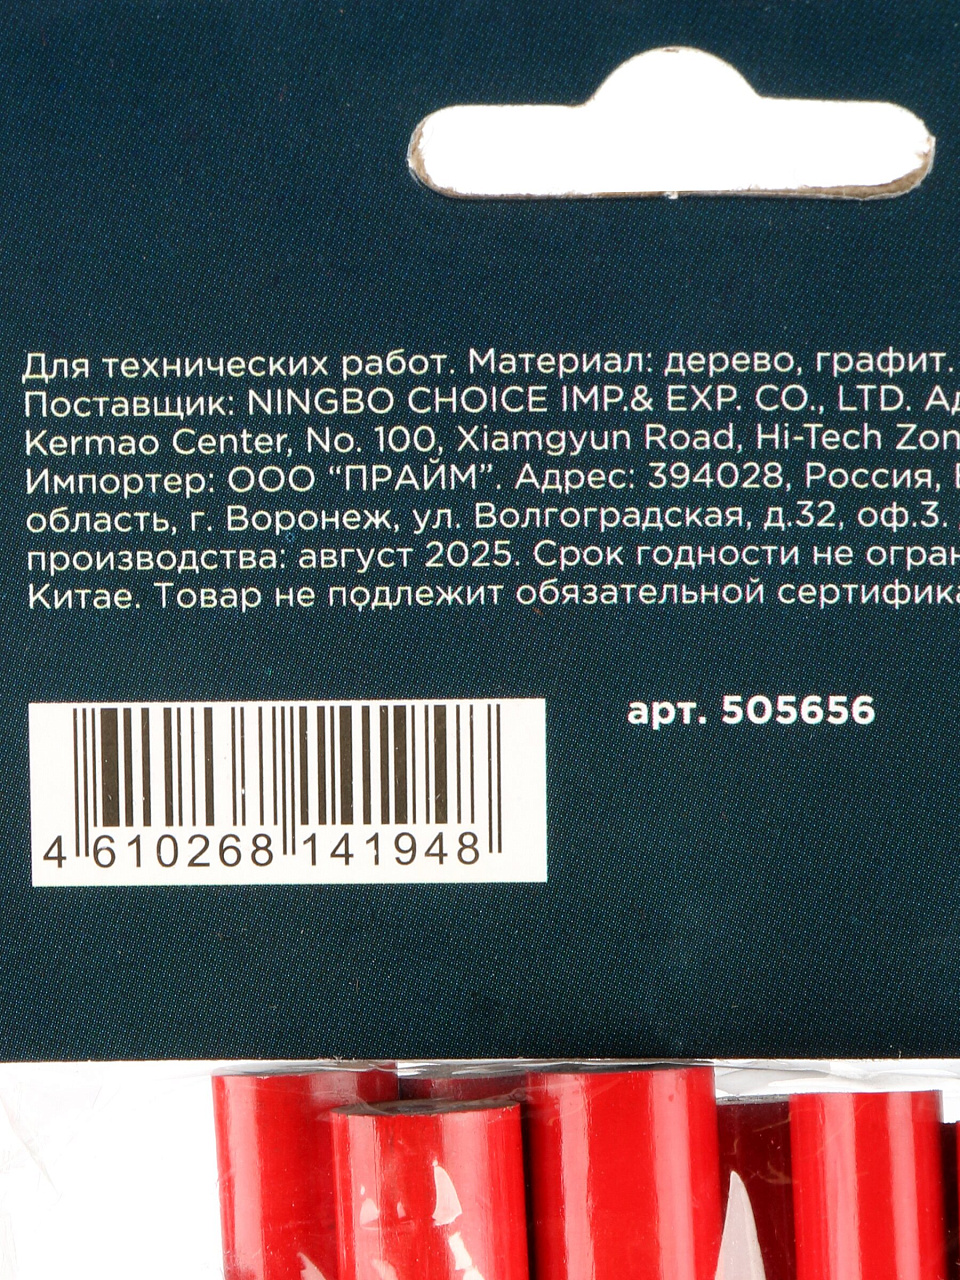 Для технических работ. Материал: дерево, графит.
Поставщик: NINGBO CHOICE IMP.& EXP. CO., LTD.
Kermao Center, No. 100, Xiamgyun Road, Hi-Tech
Импортер: ООО “ПРАЙМ”. Адрес: 394028, Россия,
область, г. Воронеж, ул. Волгоградская, д.32, оф.3.
производства: август 2025. Срок годности не
Китае. Товар не подлежит обязательной
арт. 505656
4 610268 141948